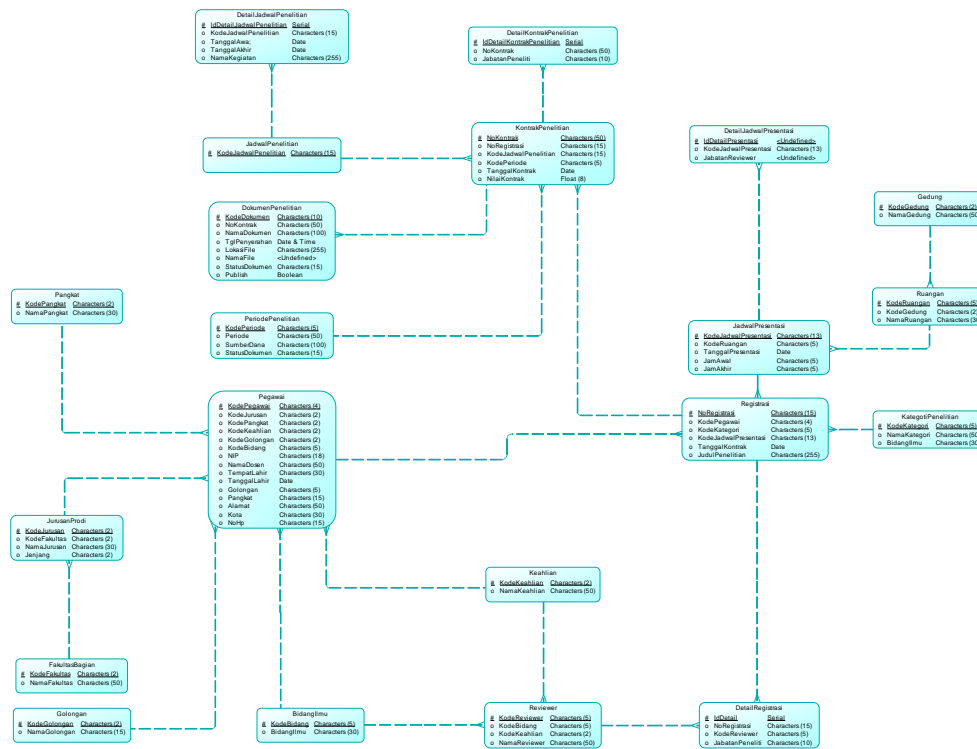 DetailJadwalPenelitian
# IdDetailJadwalPenelitian Serial
o KodeJadwalPenelitian Characters (15)
o TanggalAwa; Date
o TanggalAkhir Date
o NamaKegiatan Characters (255)
DetailKontrakPenelitian
# IdDetailKontrakPenelitian Serial
o NoKontrak Characters (50)
o JabatanPeneliti Characters (10)
JadwalPenelitian
# KodeJadwalPenelitian Characters (15)
KontrakPenelitian
# NoKontrak Characters (50)
o NoRegistrasi Characters (15)
o KodeJadwalPenelitian Characters (15)
o KodePeriode Characters (5)
o TanggalKontrak Date
o NilaiKontrak Float (8)
DetailJadwalPresentasi
# IdDetailPresentasi <Undefined>
o KodeJadwalPresentasi Characters (13)
o JabatanReviewer <Undefined>
Gedung
# KodeGedung Characters (2)
o NamaGedung Characters (50
DokumenPenelitian
# KodeDokumen Characters (10)
o NoKontrak Characters (50)
o NamaDokumen Characters (100)
o TglPenyerahan Date & Time
o LokasiFile Characters (255)
o NamaFile <Undefined>
o StatusDokumen Characters (15)
o Publish Boolean
Pangkat
# KodePangkat Characters (2)
o NamaPangkat Characters (30)
Ruangan
# KodeRuangan Characters (5)
o KodeGedung Characters (2)
o NamaRuangan Characters (30
PeriodePenelitian
# KodePeriode Characters (5)
o Periode Characters (50)
o SumberDana Characters (100)
o StatusDokumen Characters (15)
JadwalPresentasi
# KodeJadwalPresentasi Characters (13)
o KodeRuangan Characters (5)
o TanggalPresentasi Date
o JamAwal Characters (5)
o JamAkhir Characters (5)
Pegawai
# KodePegawai Characters (4)
o KodeJurusan Characters (2)
o KodePangkat Characters (2)
o KodeKeahlian Characters (2)
o KodeGolongan Characters (2)
o KodeBidang Characters (5)
o NIP Characters (18)
o NamaDosen Characters (50)
o TempatLahir Characters (30)
o TanggalLahir Date
o Golongan Characters (5)
o Pangkat Characters (15)
o Alamat Characters (50)
o Kota Characters (30)
o NoHp Characters (15)
Registrasi
# NoRegistrasi Characters (15)
o KodePegawai Characters (4)
o KodeKategori Characters (5)
o KodeJadwalPresentasi Characters (13)
o TanggalKontrak Date
o JudulPenelitian Characters (255)
KategotiPenelitian
# KodeKategori Characters (5)
o NamaKategori Characters (50
o BidangIlmu Characters (30
JurusanProdi
# KodeJurusan Characters (2)
o KodeFakultas Characters (2)
o NamaJurusan Characters (30)
o Jenjang Characters (2)
Keahlian
# KodeKeahlian Characters (2)
o NamaKeahlian Characters (50)
FakultasBagian
# KodeFakultas Characters (2)
o NamaFakultas Characters (50)
Golongan
# KodeGolongan Characters (2)
o NamaGolongan Characters (15)
BidangIlmu
# KodeBidang Characters (5)
o BidangIlmu Characters (30)
Reviewer
# KodeReviewer Characters (5)
o KodeBidang Characters (5)
o KodeKeahlian Characters (2)
o NamaReviewer Characters (50)
DetailRegistrasi
# IdDetail Serial
o NoRegistrasi Characters (15)
o KodeReviewer Characters (5)
o JabatanPeneliti Characters (10)